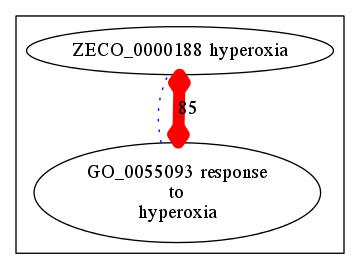 ZECO_0000188 hyperoxia
85
GO_0055093 response
to
hyperoxia